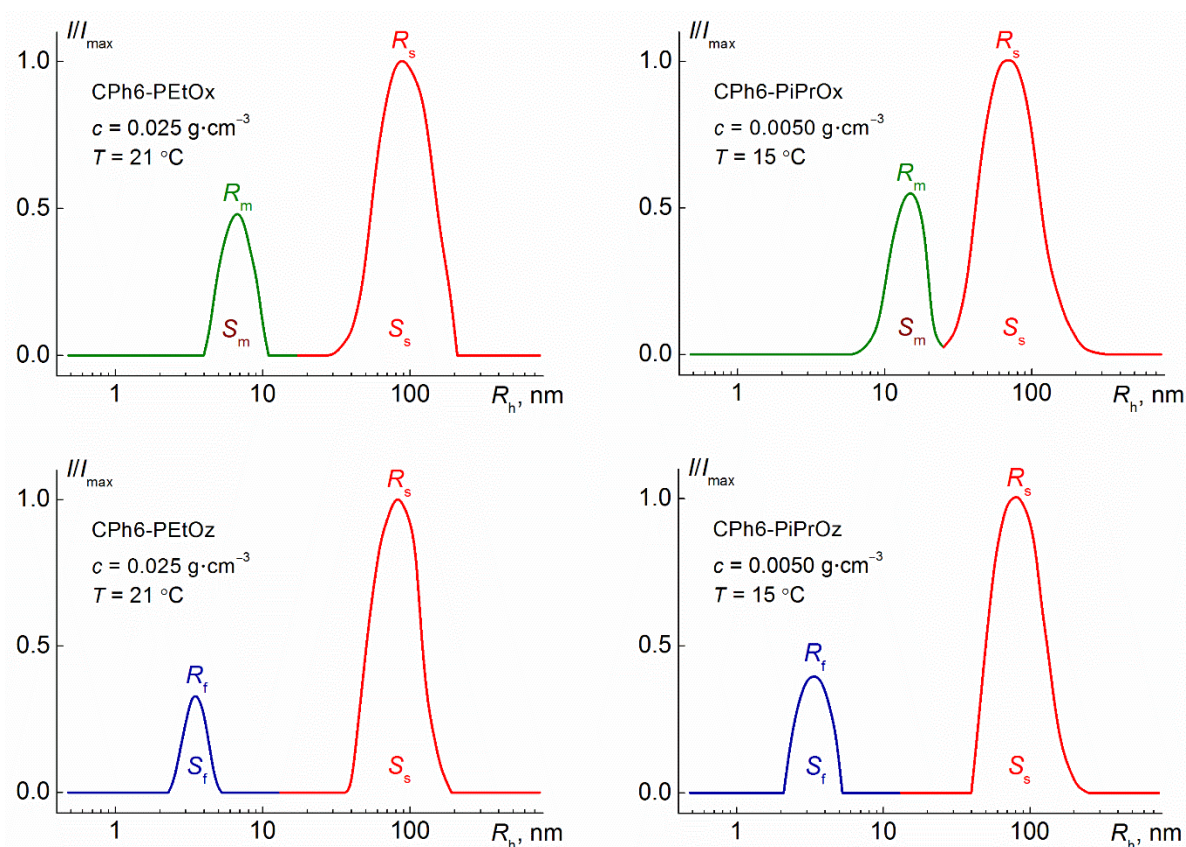 I/Imax
Rs
1.0
CPh6-PEtOx
c = 0.025 g·cm−3
T = 21 °C
Rm
0.5
Sm
Ss
0.0
1
10
100
Rh, nm
I/Imax
Rs
1.0
CPh6-PiPrOx
c = 0.0050 g·cm−3
T = 15 °C
Rm
0.5
Sm
Ss
0.0
1
10
100
Rh, nm
I/Imax
Rs
1.0
CPh6-PEtOz
c = 0.025 g·cm−3
T = 21 °C
Rf
0.5
Sf
Ss
0.0
1
10
100
Rh, nm
I/Imax
Rs
1.0
CPh6-PiPrOz
c = 0.0050 g·cm−3
T = 15 °C
0.5
Rf
Sf
Ss
0.0
1
10
100
Rh, nm